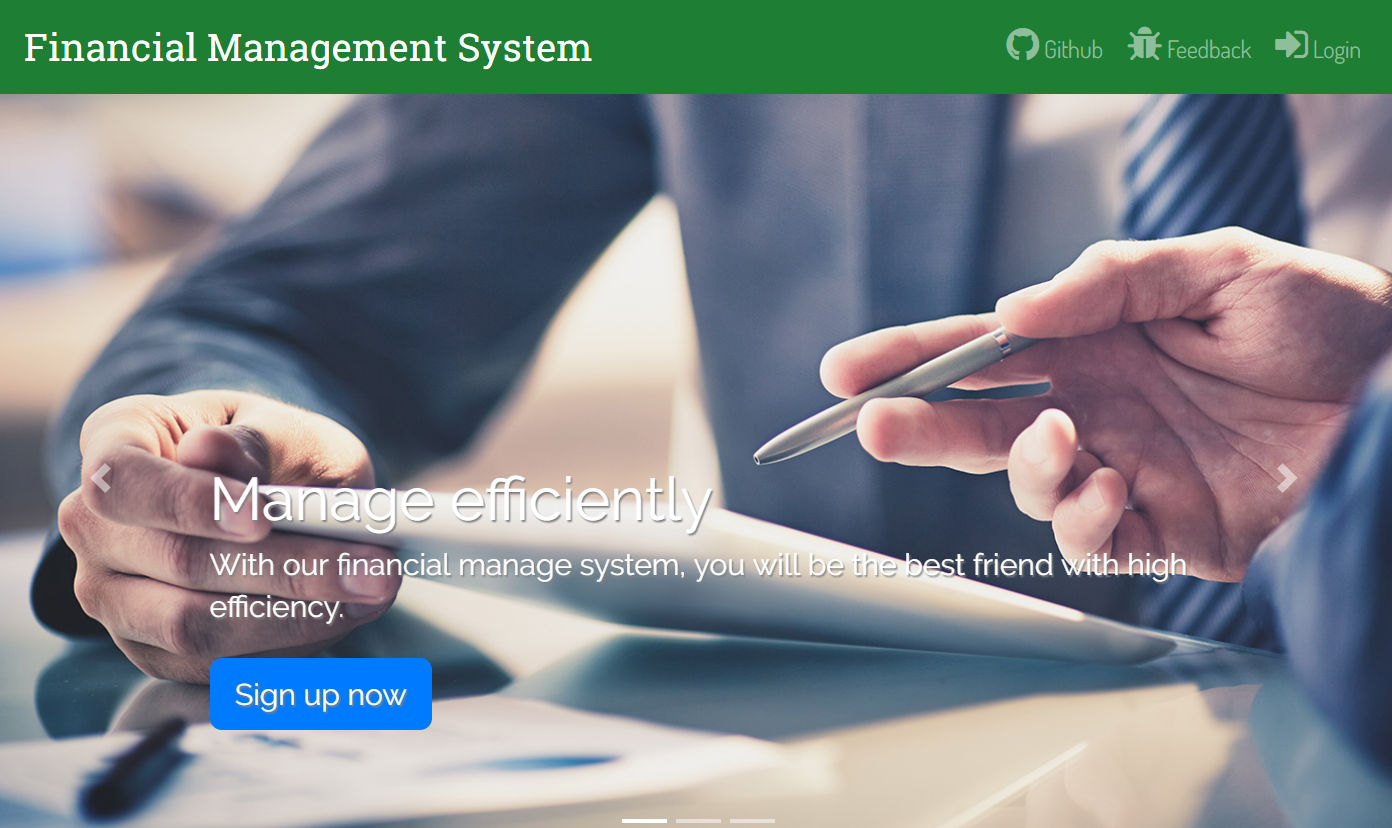 Financial Management System
Github
Feedback
Login
Manage efficiently
With our financial manage system, you will be the best friend with high
efficiency.
Sign up now